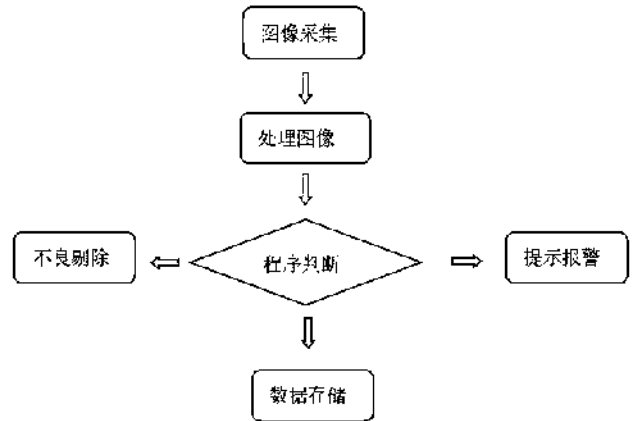 图像采集
处理图像
不良剔除
程序判断
提示报警
数据存储